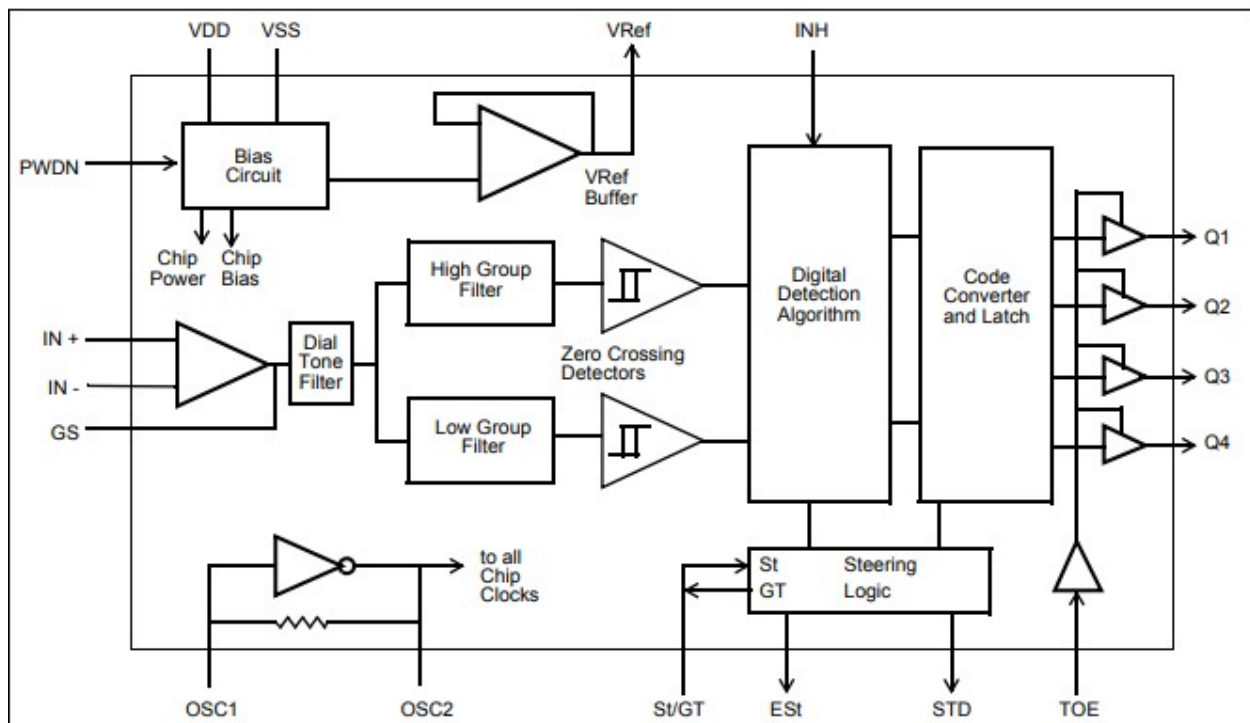 VDD
VSS
VRef
INH
PWDN
Bias
Circuit
VRef
Buffer
Chip
Power
Chip
Bias
High Group
Filter
Digital
Detection
Algorithm
Code
Converter
and Latch
Q1
Q2
Q3
Q4
IN +
IN -
GS
Dial
Tone
Filter
Zero Crossing
Detectors
Low Group
Filter
to all
Chip
Clocks
St
GT
Steering
Logic
OSC1
OSC2
St/GT
ESt
STD
TOE